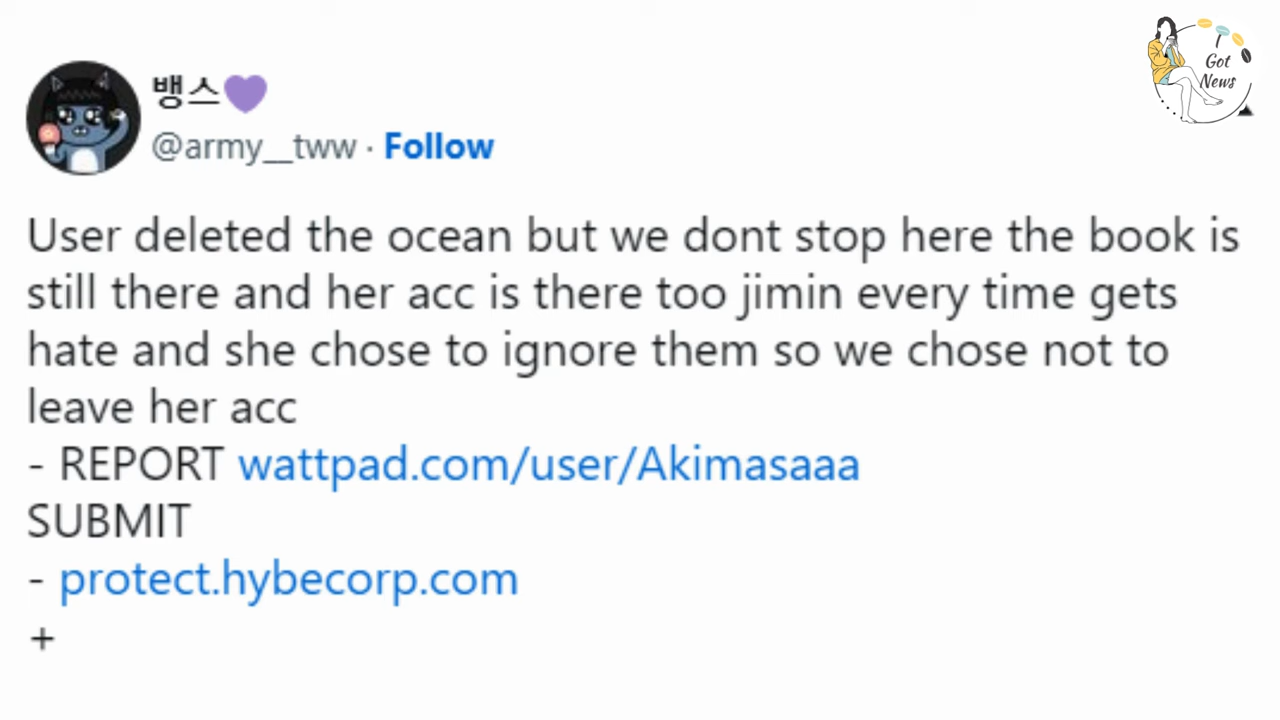 I
Got
News
뱅스💜
@army__tww · Follow
User deleted the ocean but we dont stop here the book is
still there and her acc is there too jimin every time gets
hate and she chose to ignore them so we chose not to
leave her acc
- REPORT wattpad.com/user/Akimasaaa
SUBMIT
- protect.hybecorp.com
+